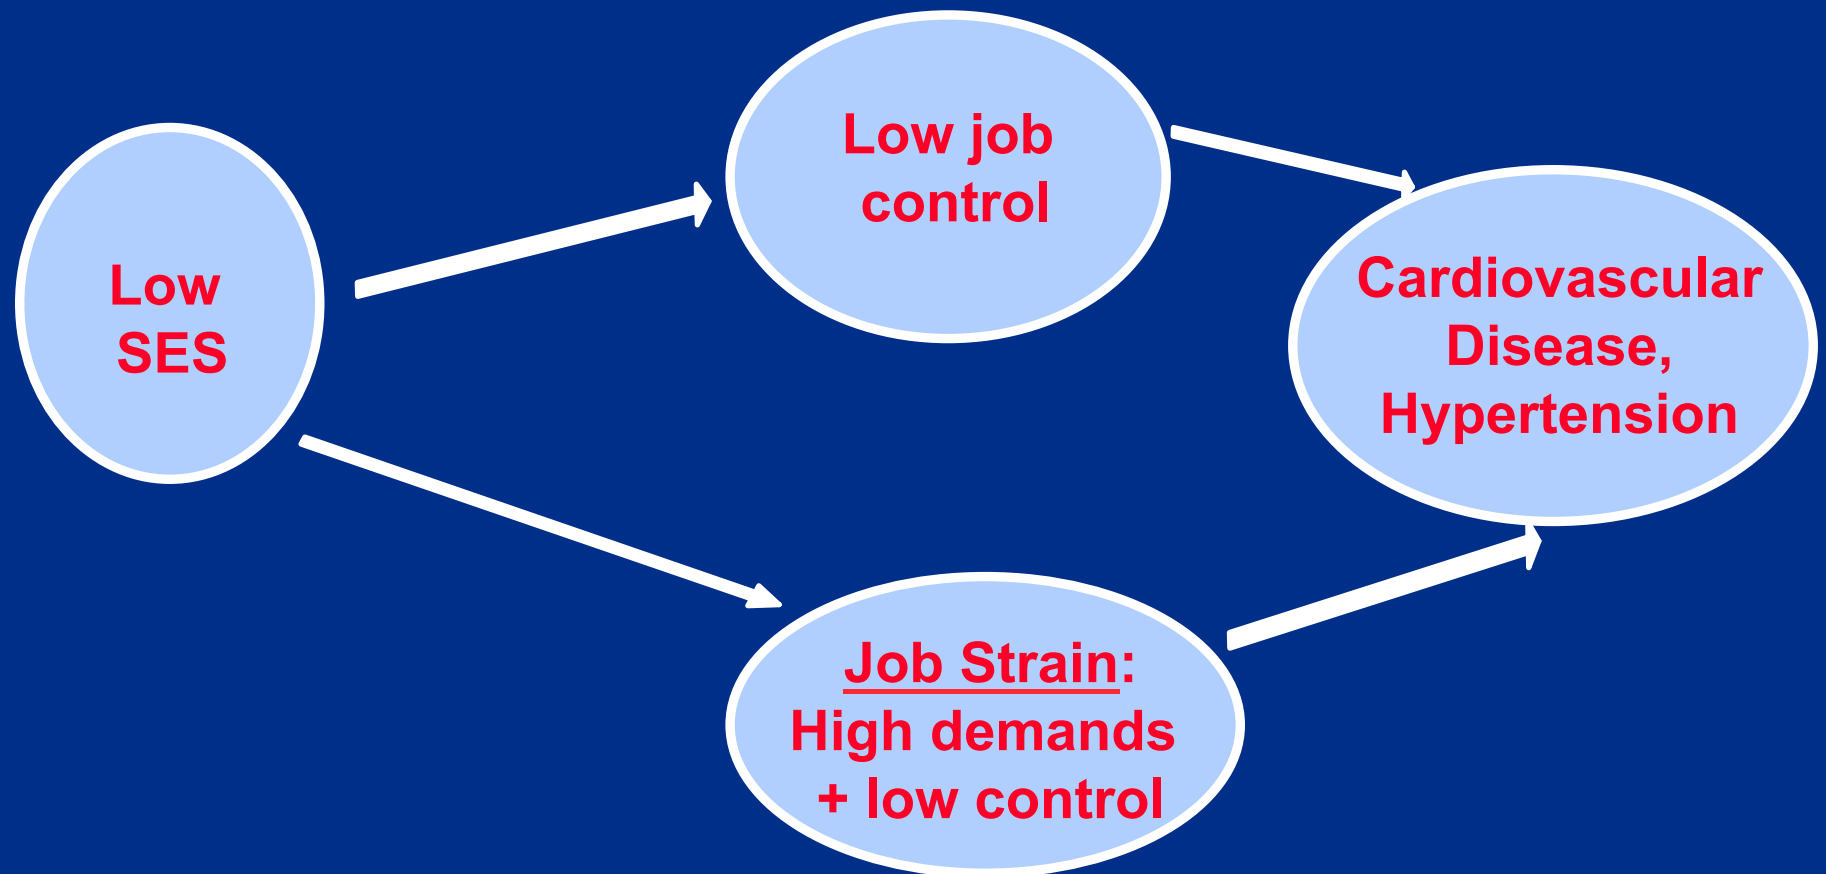 Low
SES
Low job
control
Cardiovascular
Disease,
Hypertension
Job Strain:
High demands
+ low control